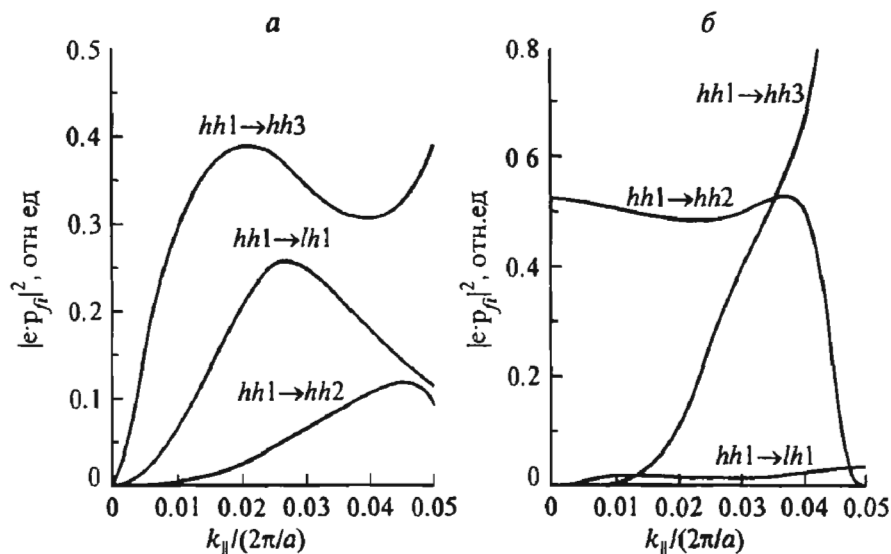 а
0.5
0.4
0.3
0.2
0.1
0
|e·p_fi|², отн ед
hh1→hh3
hh1→lh1
hh1→hh2
0 0.01 0.02 0.03 0.04 0.05
k∥/(2π/a)
б
0.8
0 6
0.4
0.2
0
|e·p_fi|², отн.ед
hh1→hh3
hh1→hh2
hh1→lh1
0 0.01 0.02 0.03 0.04 0.05
k∥/(2π/a)